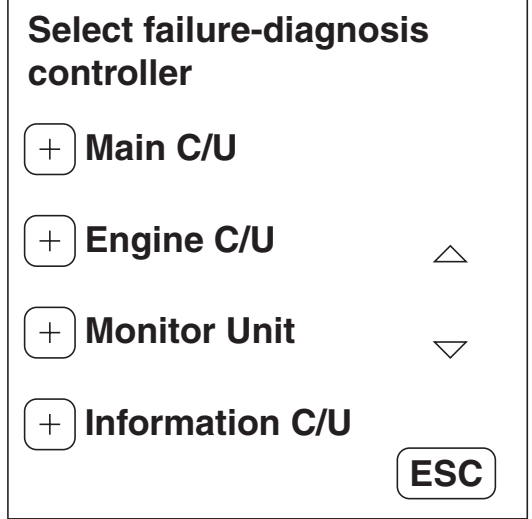 Select failure-diagnosis
controller
+ Main C/U
+ Engine C/U
+ Monitor Unit
+ Information C/U
ESC